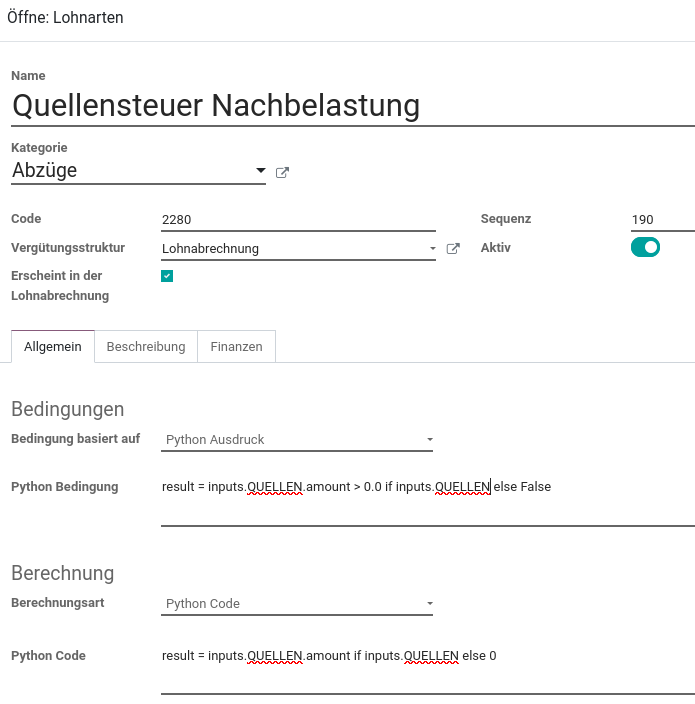 Öffne: Lohnarten
Name
Quellensteuer Nachbelastung
Kategorie
Abzüge
Code 2280 Sequenz 190
Vergütungsstruktur Lohnabrechnung Aktiv
Erscheint in der
Lohnabrechnung
Allgemein Beschreibung Finanzen
Bedingungen
Bedingung basiert auf Python Ausdruck
Python Bedingung result = inputs.QUELLEN.amount > 0.0 if inputs.QUELLEN else False
Berechnung
Berechnungsart Python Code
Python Code result = inputs.QUELLEN.amount if inputs.QUELLEN else 0